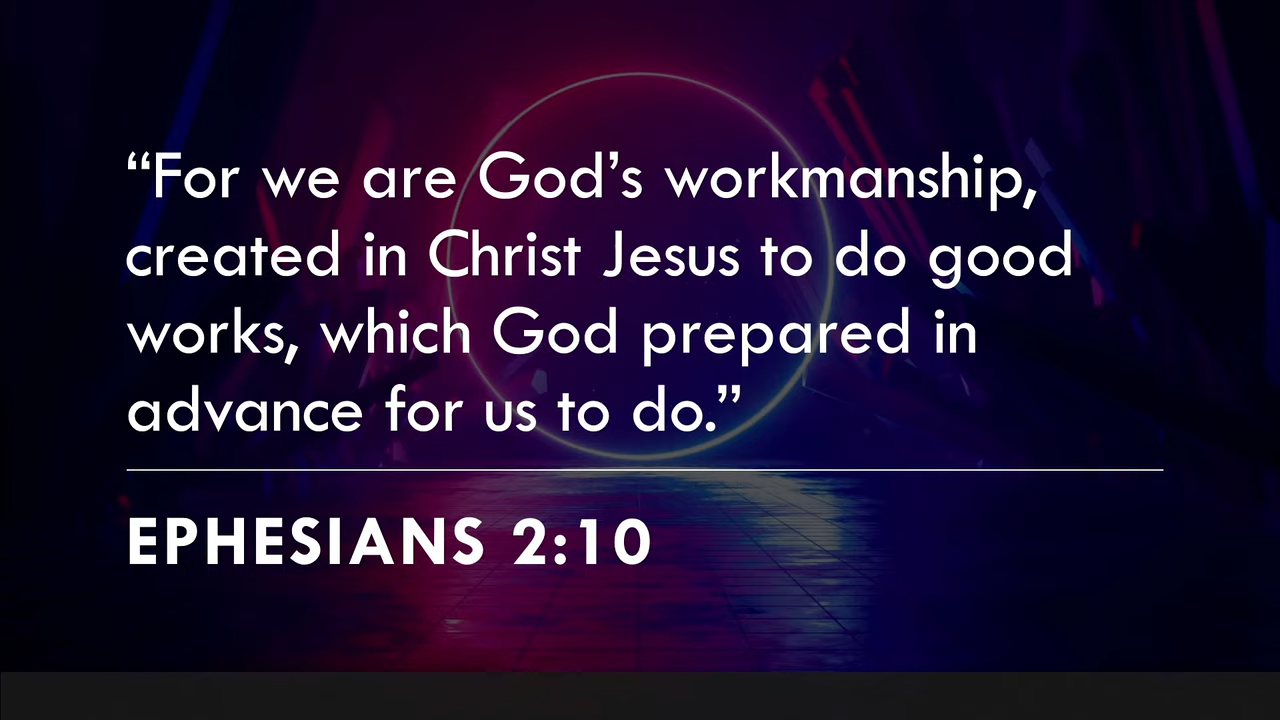 “For we are God’s workmanship,
created in Christ Jesus to do good
works, which God prepared in
advance for us to do.”
EPHESIANS 2:10